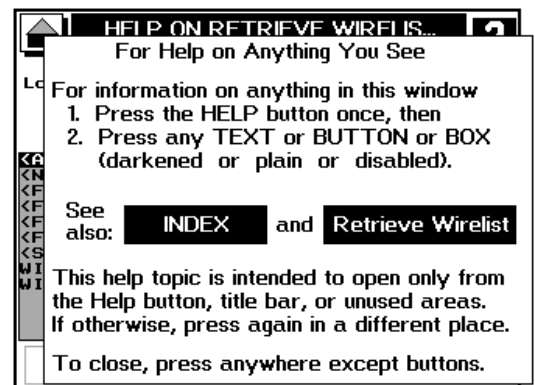 HELP ON RETRIEVE WIRELIS...
?
For Help on Anything You See
Lo
For information on anything in this window
1. Press the HELP button once, then
2. Press any TEXT or BUTTON or BOX
(darkened or plain or disabled).
<A
<N
<F
<F
<F
<F
<S
WI
WI
See also: INDEX and Retrieve Wirelist
This help topic is intended to open only from
the Help button, title bar, or unused areas.
If otherwise, press again in a different place.
To close, press anywhere except buttons.